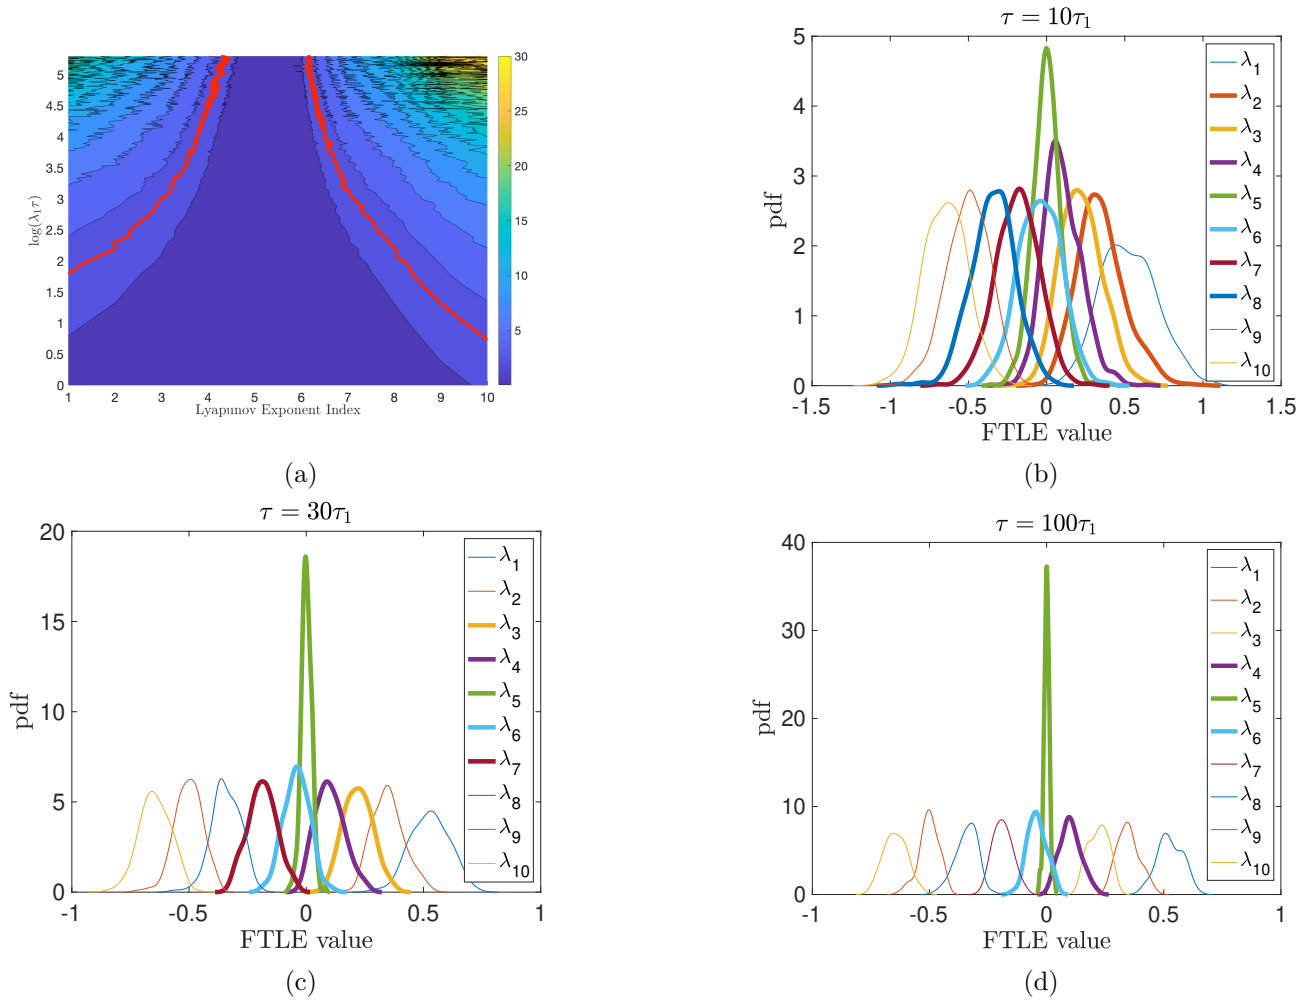 5
4.5
4
3.5
3
2.5
2
1.5
1
0.5
0
log(λ₁τ)
1 2 3 4 5 6 7 8 9 10
Lyapunov Exponent Index
30
25
20
15
10
5
(a)
τ = 10τ₁
5
4
3
2
1
0
pdf
-1.5 -1 -0.5 0 0.5 1 1.5
FTLE value
λ₁
λ₂
λ₃
λ₄
λ₅
λ₆
λ₇
λ₈
λ₉
λ₁₀
(b)
τ = 30τ₁
20
15
10
5
0
pdf
-1 -0.5 0 0.5 1
FTLE value
λ₁
λ₂
λ₃
λ₄
λ₅
λ₆
λ₇
λ₈
λ₉
λ₁₀
(c)
τ = 100τ₁
40
30
20
10
0
pdf
-1 -0.5 0 0.5 1
FTLE value
λ₁
λ₂
λ₃
λ₄
λ₅
λ₆
λ₇
λ₈
λ₉
λ₁₀
(d)